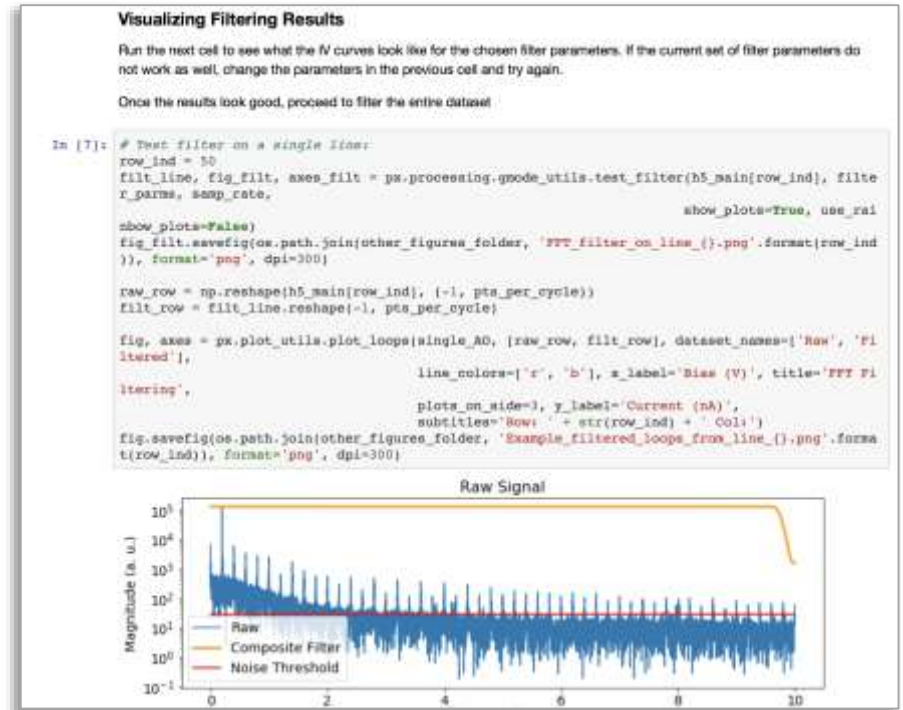 Visualizing Filtering Results
Run the next cell to see what the IV curves look like for the chosen filter parameters. If the current set of filter parameters do
not work as well, change the parameters in the previous cell and try again.
Once the results look good, proceed to filter the entire dataset
In [7]: # Test filter on a single line:
row_ind = 50
filt_line, fig_filt, axes_filt = px.processing.gmode_utils.test_filter(h5_main[row_ind], filte
r_parms, samp_rate,
show_plots=True, use_rai
nbow_plots=False)
fig_filt.savefig(os.path.join(other_figures_folder, 'FFT_filter_on_line_{}.png'.format(row_ind
)), format='png', dpi=300)
raw_row = np.reshape(h5_main[row_ind], (-1, pts_per_cycle))
filt_row = filt_line.reshape(-1, pts_per_cycle)
fig, axes = px.plot_utils.plot_loops(single_AO, [raw_row, filt_row], dataset_names=['Raw', 'Fi
ltered'],
line_colors=['r', 'b'], x_label='Bias (V)', title='FFT Fi
ltering',
plots_on_side=3, y_label='Current (nA)',
subtitles='Row: ' + str(row_ind) + ' Col:')
fig.savefig(os.path.join(other_figures_folder, 'Example_filtered_loops_from_line_{}.png'.forma
t(row_ind)), format='png', dpi=300)
Raw Signal
Magnitude (a. u.)
10⁵
10⁴
10³
10²
10¹
10⁰
10⁻¹
Raw
Composite Filter
Noise Threshold
0 2 4 6 8 10